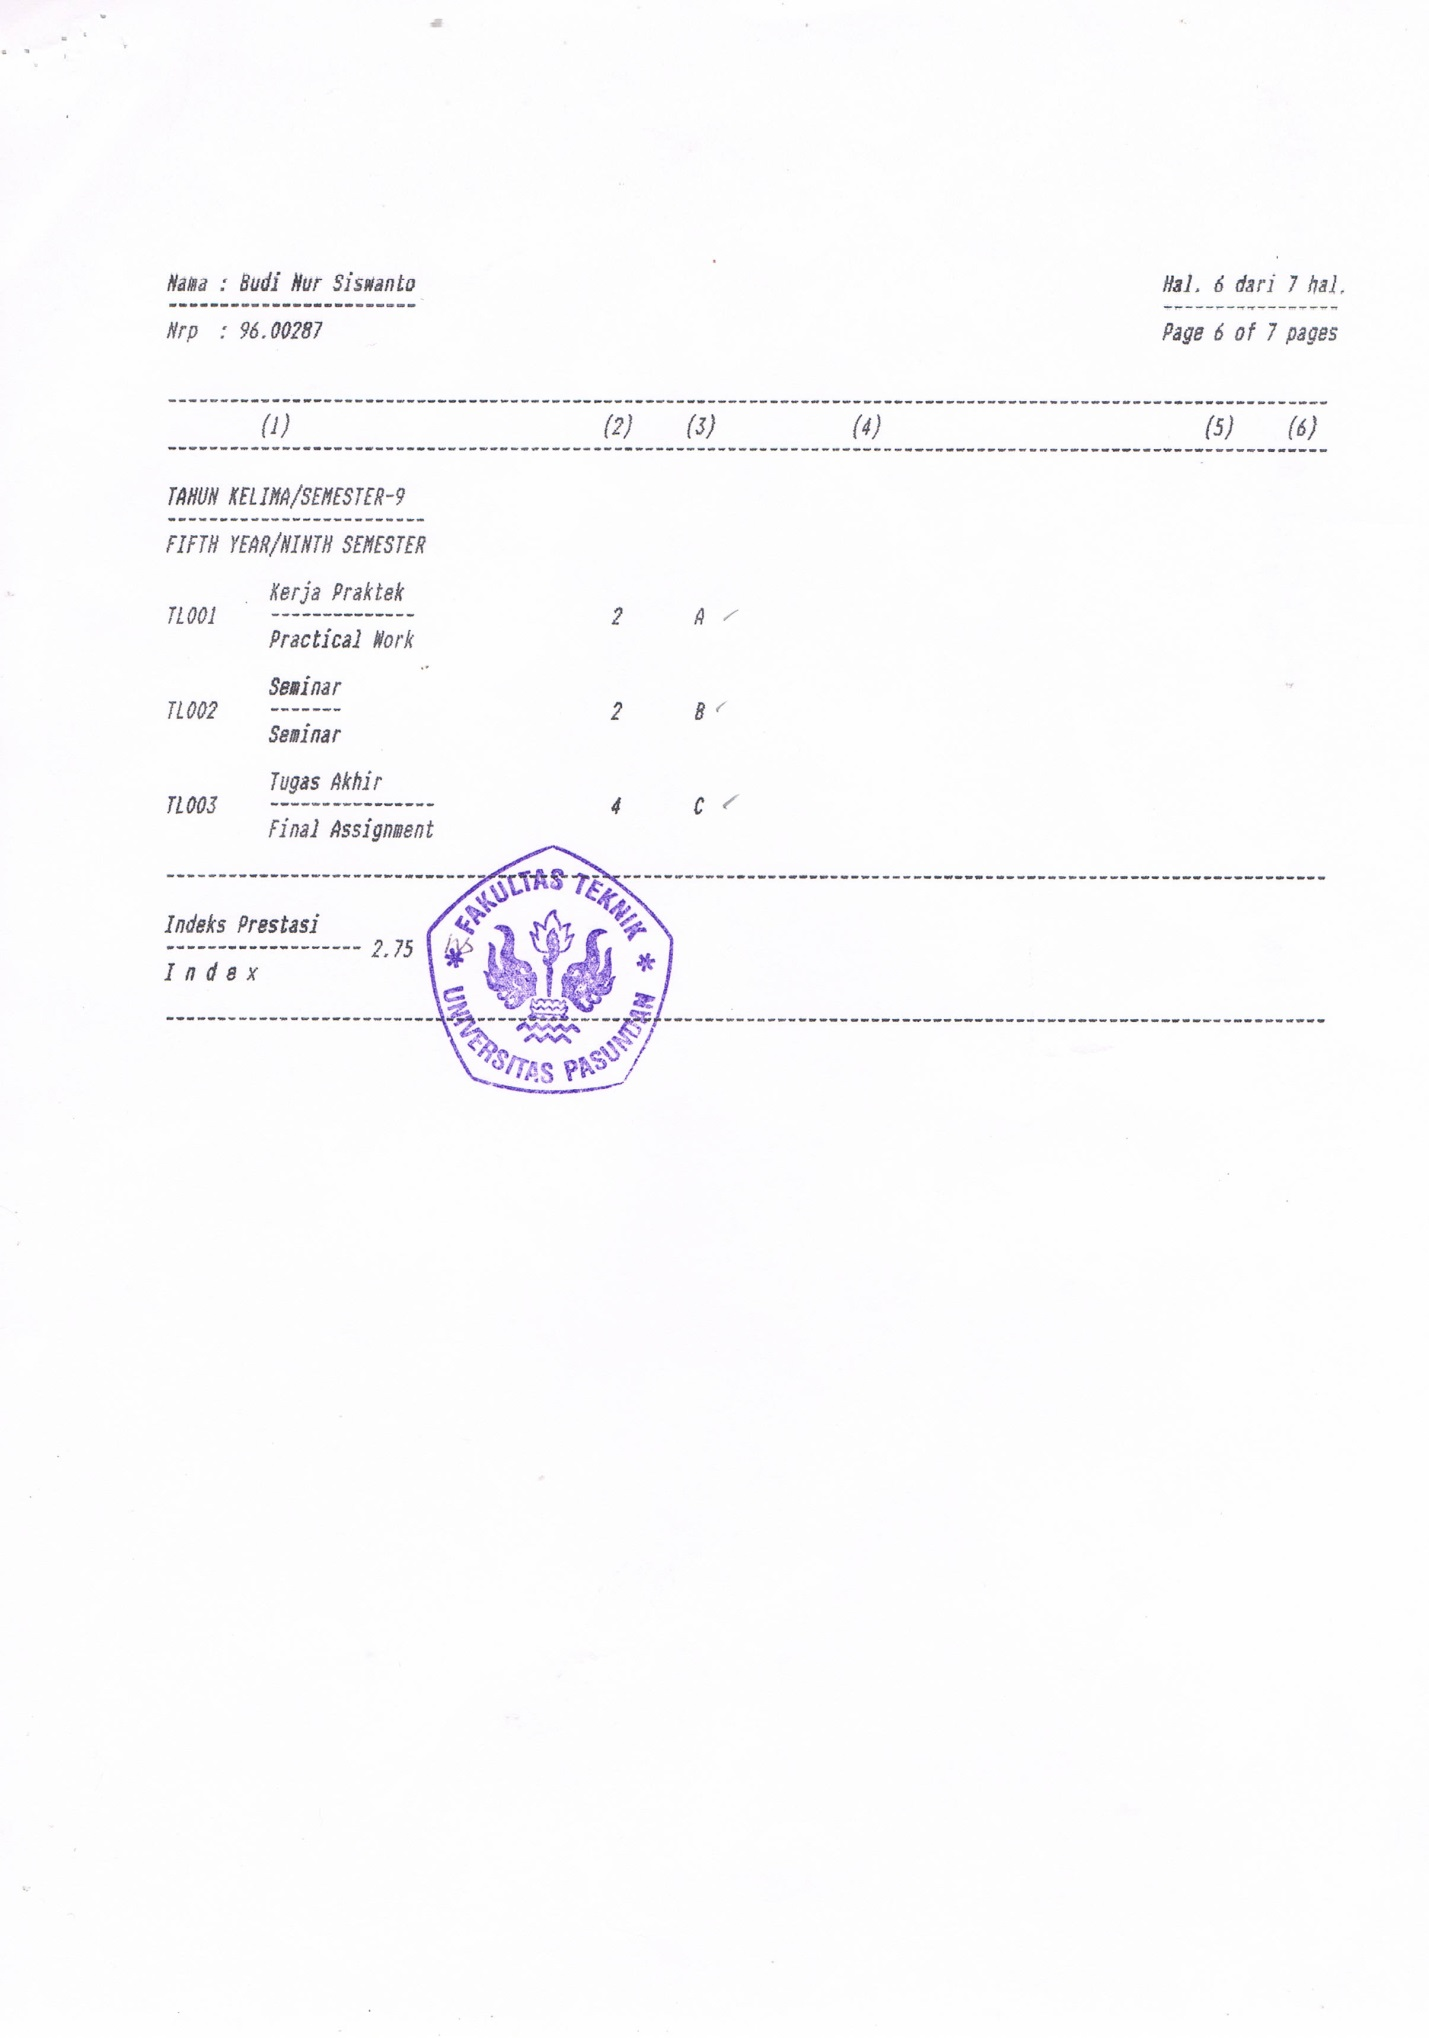 Nama : Budi Nur Siswanto
Hal. 6 dari 7 hal.
Nrp : 96.00287
Page 6 of 7 pages
(1) (2) (3) (4) (5) (6)
TAHUN KELIMA/SEMESTER-9
FIFTH YEAR/NINTH SEMESTER
Kerja Praktek
TL001 2 A
Practical Work
Seminar
TL002 2 B
Seminar
Tugas Akhir
TL003 4 C
Final Assignment
Indeks Prestasi
2.75
I n d e x
FAKULTAS TEKNIK
UNIVERSITAS PASUNDAN